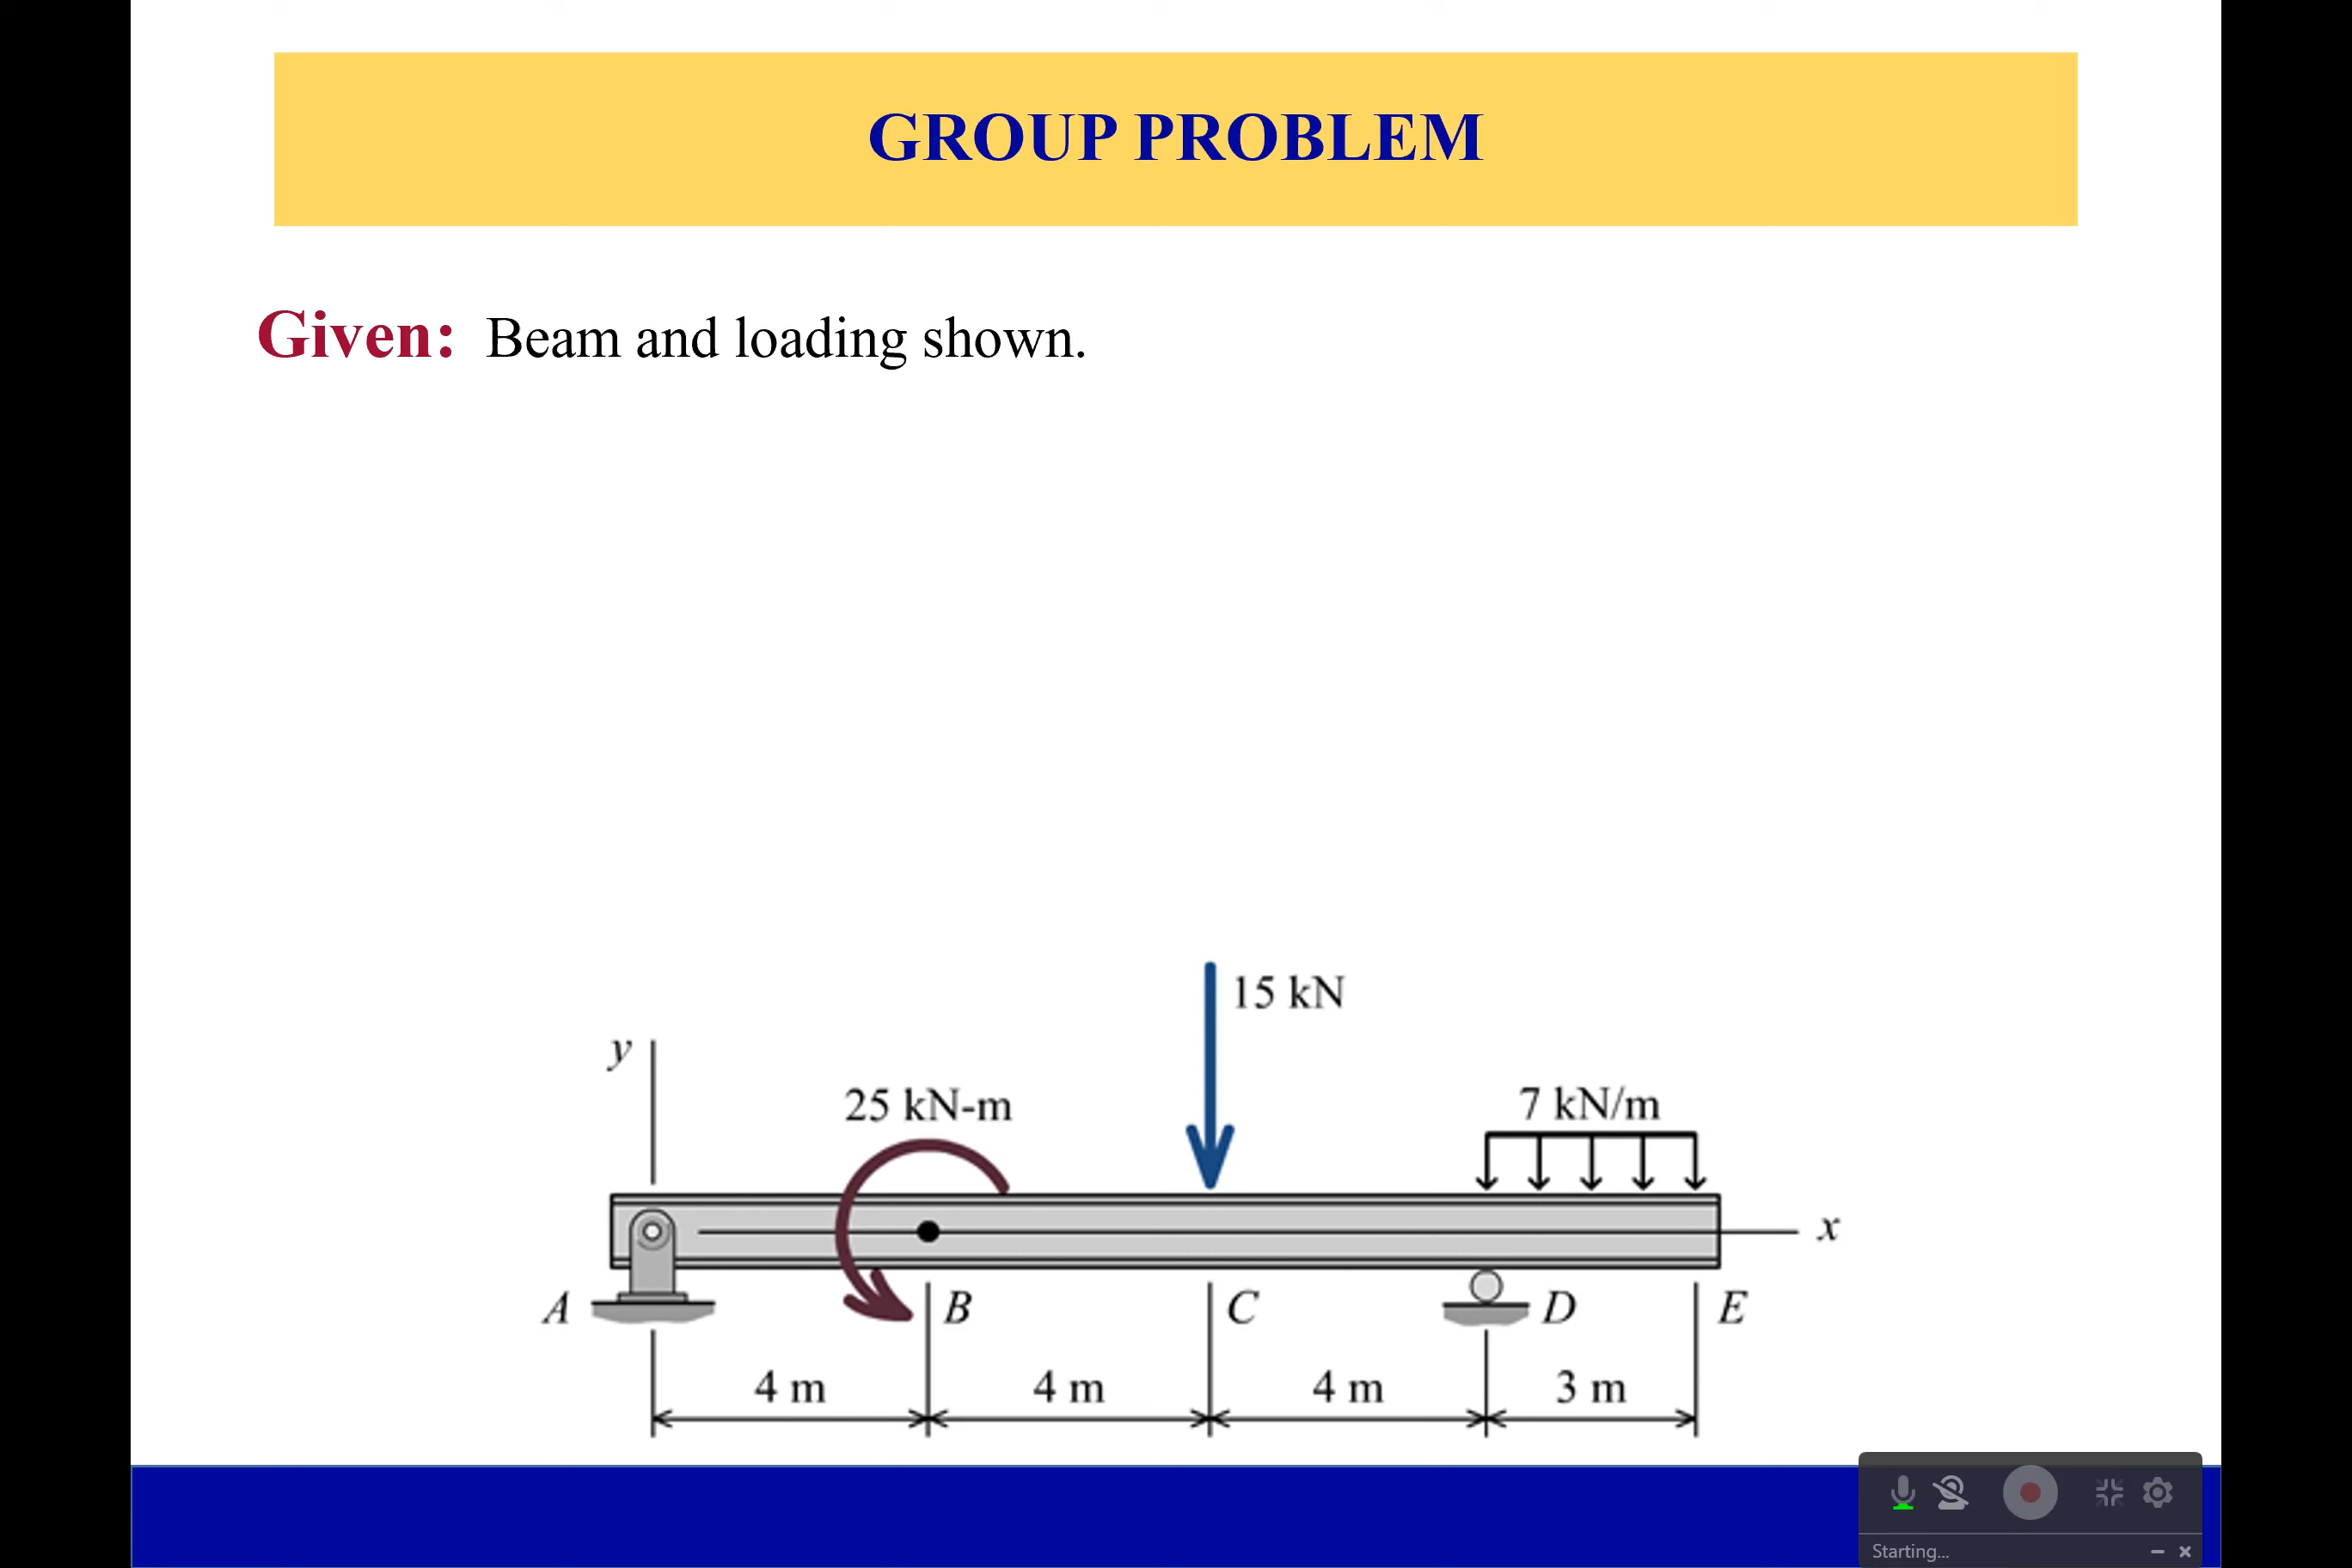 GROUP PROBLEM
Given: Beam and loading shown.
15 kN
y
25 kN-m
7 kN/m
x
A
B
C
D
E
4 m
4 m
4 m
3 m
Starting...